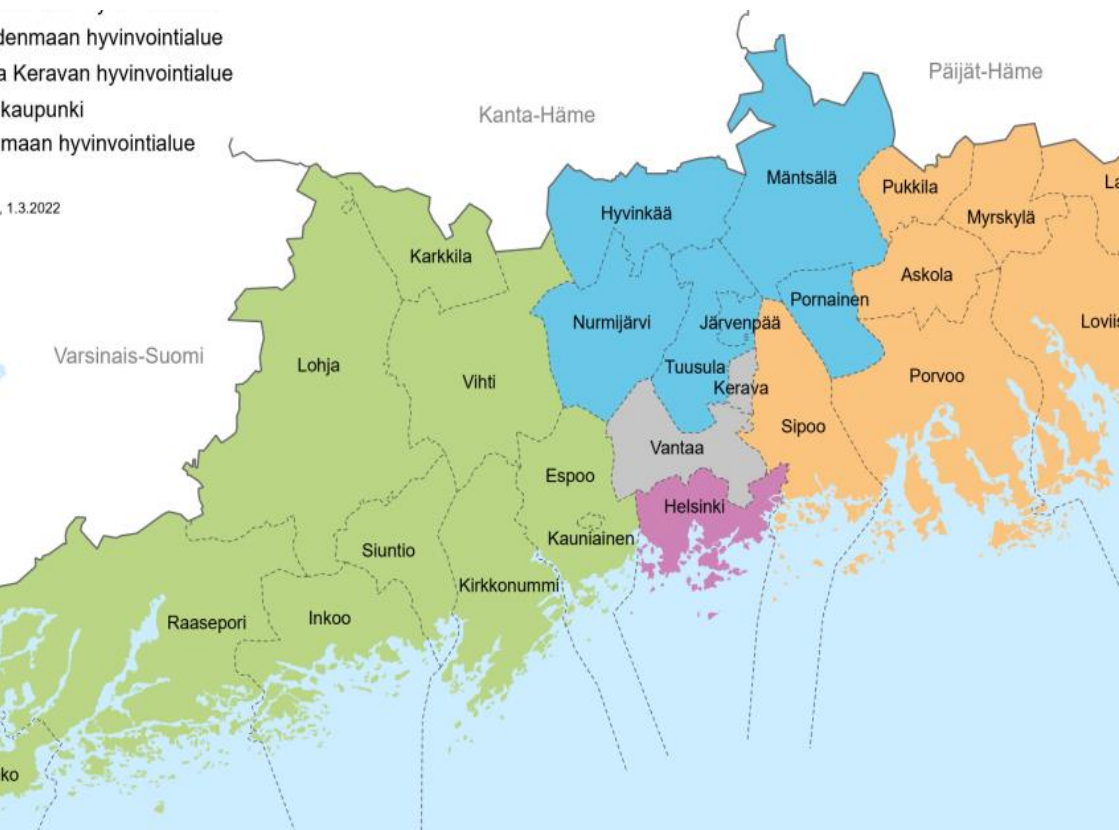 denmaan hyvinvointialue
a Keravan hyvinvointialue
kaupunki
maan hyvinvointialue
, 1.3.2022
Päijät-Häme
Kanta-Häme
Varsinais-Suomi
Mäntsälä
Pukkila
La
Hyvinkää
Myrskylä
Karkkila
Askola
Pornainen
Nurmijärvi
Järvenpää
Loviis
Lohja
Tuusula
Vihti
Porvoo
Kerava
Sipoo
Vantaa
Espoo
Helsinki
Kauniainen
Siuntio
Kirkkonummi
Raasepori
Inkoo
ko